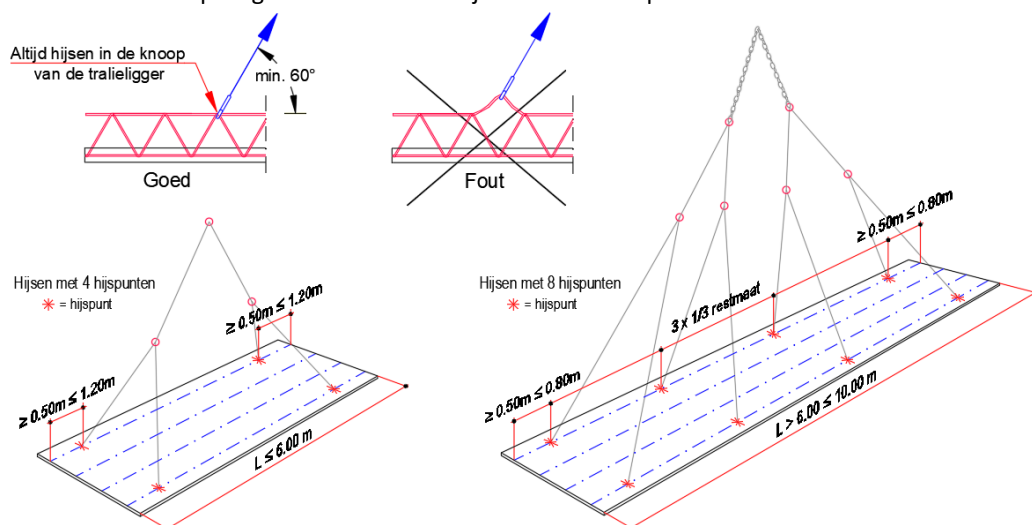 Altijd hijsen in de knoop
van de tralieligger
min. 60°
Goed
Fout
Hijsen met 4 hijspunten
= hijspunt
≥ 0.50m ≤ 1.20m
≥ 0.50m ≤ 1.20m
L ≤ 6.00 m
Hijsen met 8 hijspunten
= hijspunt
≥ 0.50m ≤ 0.80m
3 x 1/3 restmaat
≥ 0.50m ≤ 0.80m
L > 6.00 ≤ 10.00 m